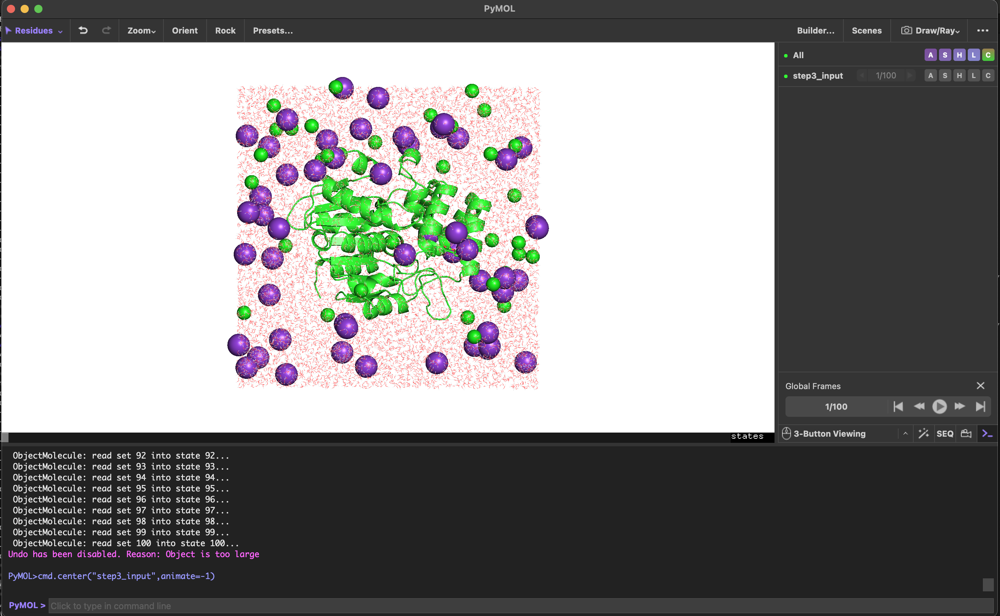 PyMOL
Residues
Zoom
Orient
Rock
Presets...
Builder...
Scenes
Draw/Ray
All
A S H L C
step3_input
1/100
A S H L C
Global Frames
1/100
3-Button Viewing
SEQ
states
ObjectMolecule: read set 92 into state 92...
ObjectMolecule: read set 93 into state 93...
ObjectMolecule: read set 94 into state 94...
ObjectMolecule: read set 95 into state 95...
ObjectMolecule: read set 96 into state 96...
ObjectMolecule: read set 97 into state 97...
ObjectMolecule: read set 98 into state 98...
ObjectMolecule: read set 99 into state 99...
ObjectMolecule: read set 100 into state 100...
Undo has been disabled. Reason: Object is too large
PyMOL>cmd.center("step3_input",animate=-1)
PyMOL > Click to type in command line